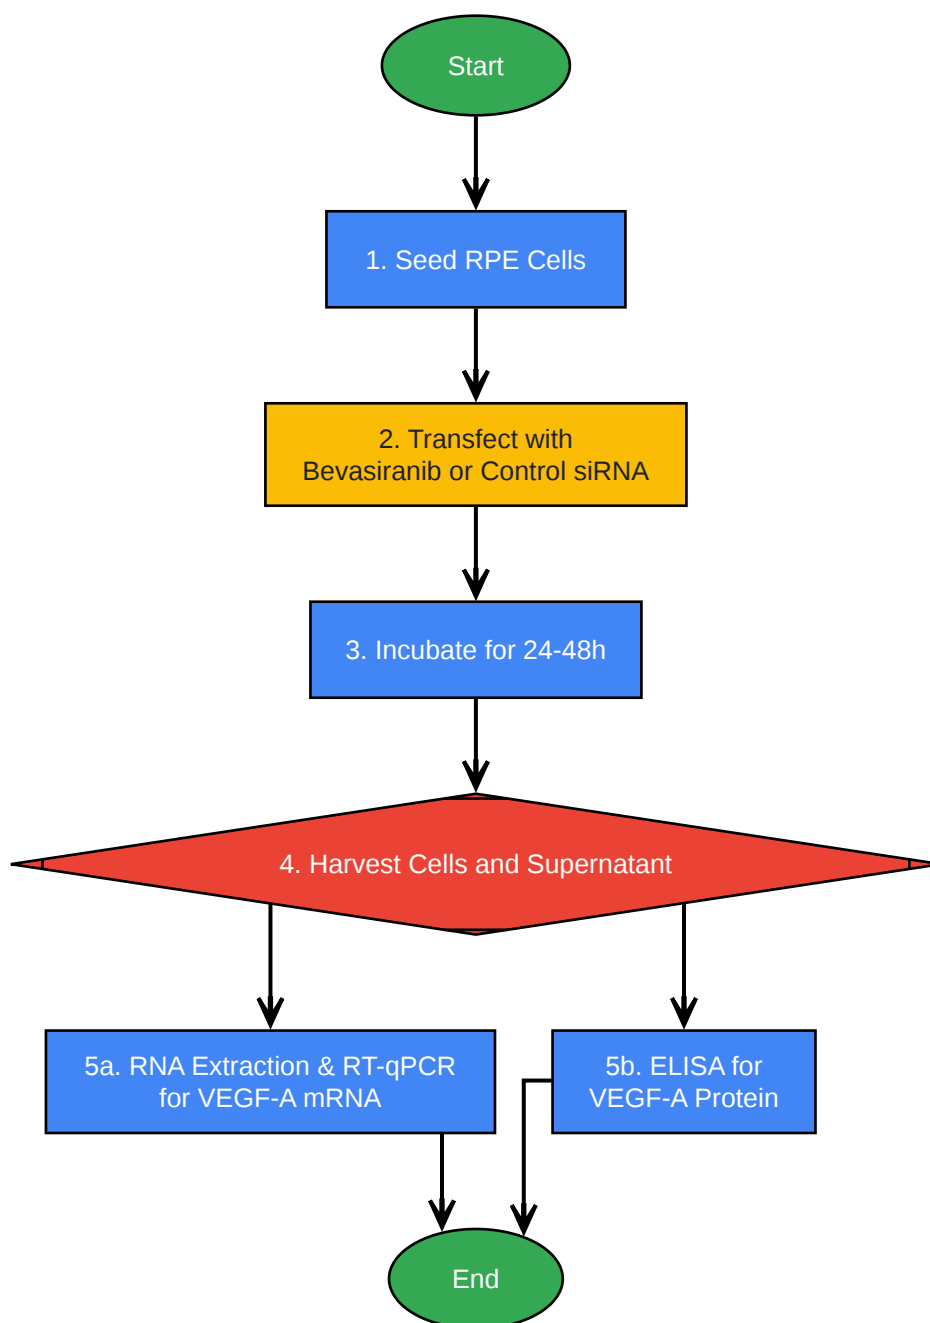 Start
1. Seed RPE Cells
2. Transfect with
Bevasiranib or Control siRNA
3. Incubate for 24-48h
4. Harvest Cells and Supernatant
5a. RNA Extraction & RT-qPCR
for VEGF-A mRNA
5b. ELISA for
VEGF-A Protein
End